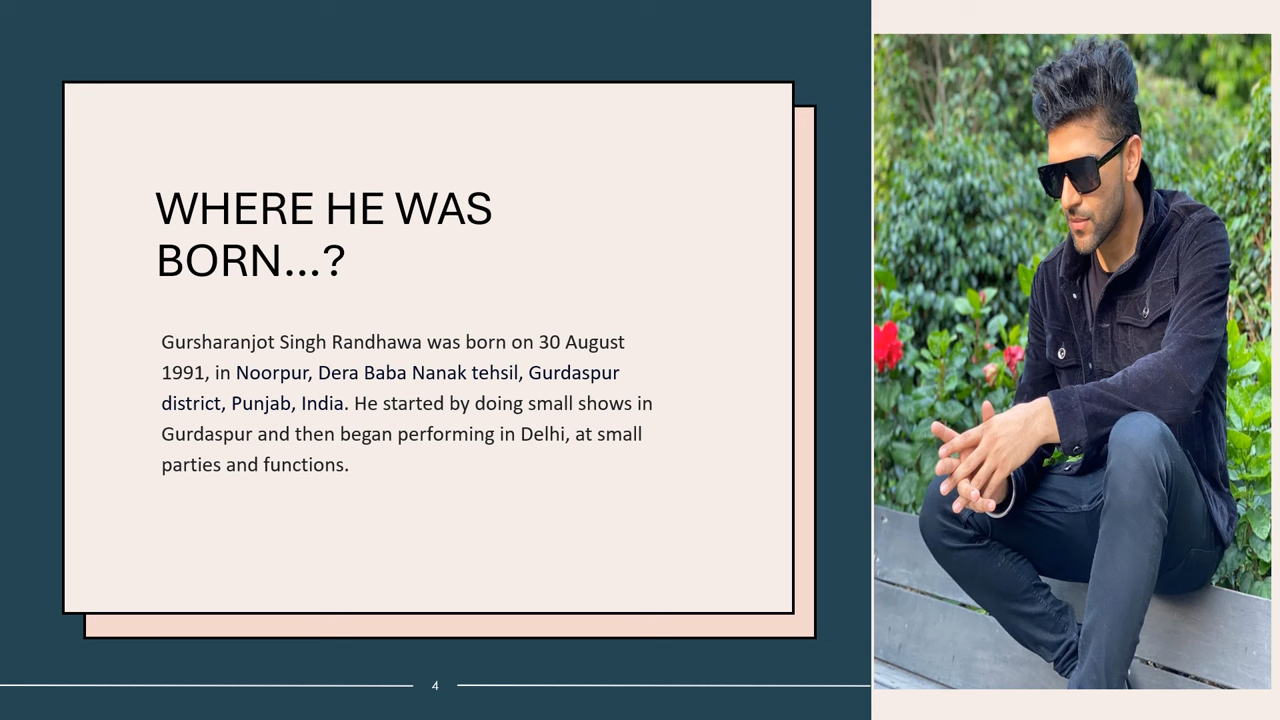 WHERE HE WAS
BORN...?
Gursharanjot Singh Randhawa was born on 30 August
1991, in Noorpur, Dera Baba Nanak tehsil, Gurdaspur
district, Punjab, India. He started by doing small shows in
Gurdaspur and then began performing in Delhi, at small
parties and functions.
4